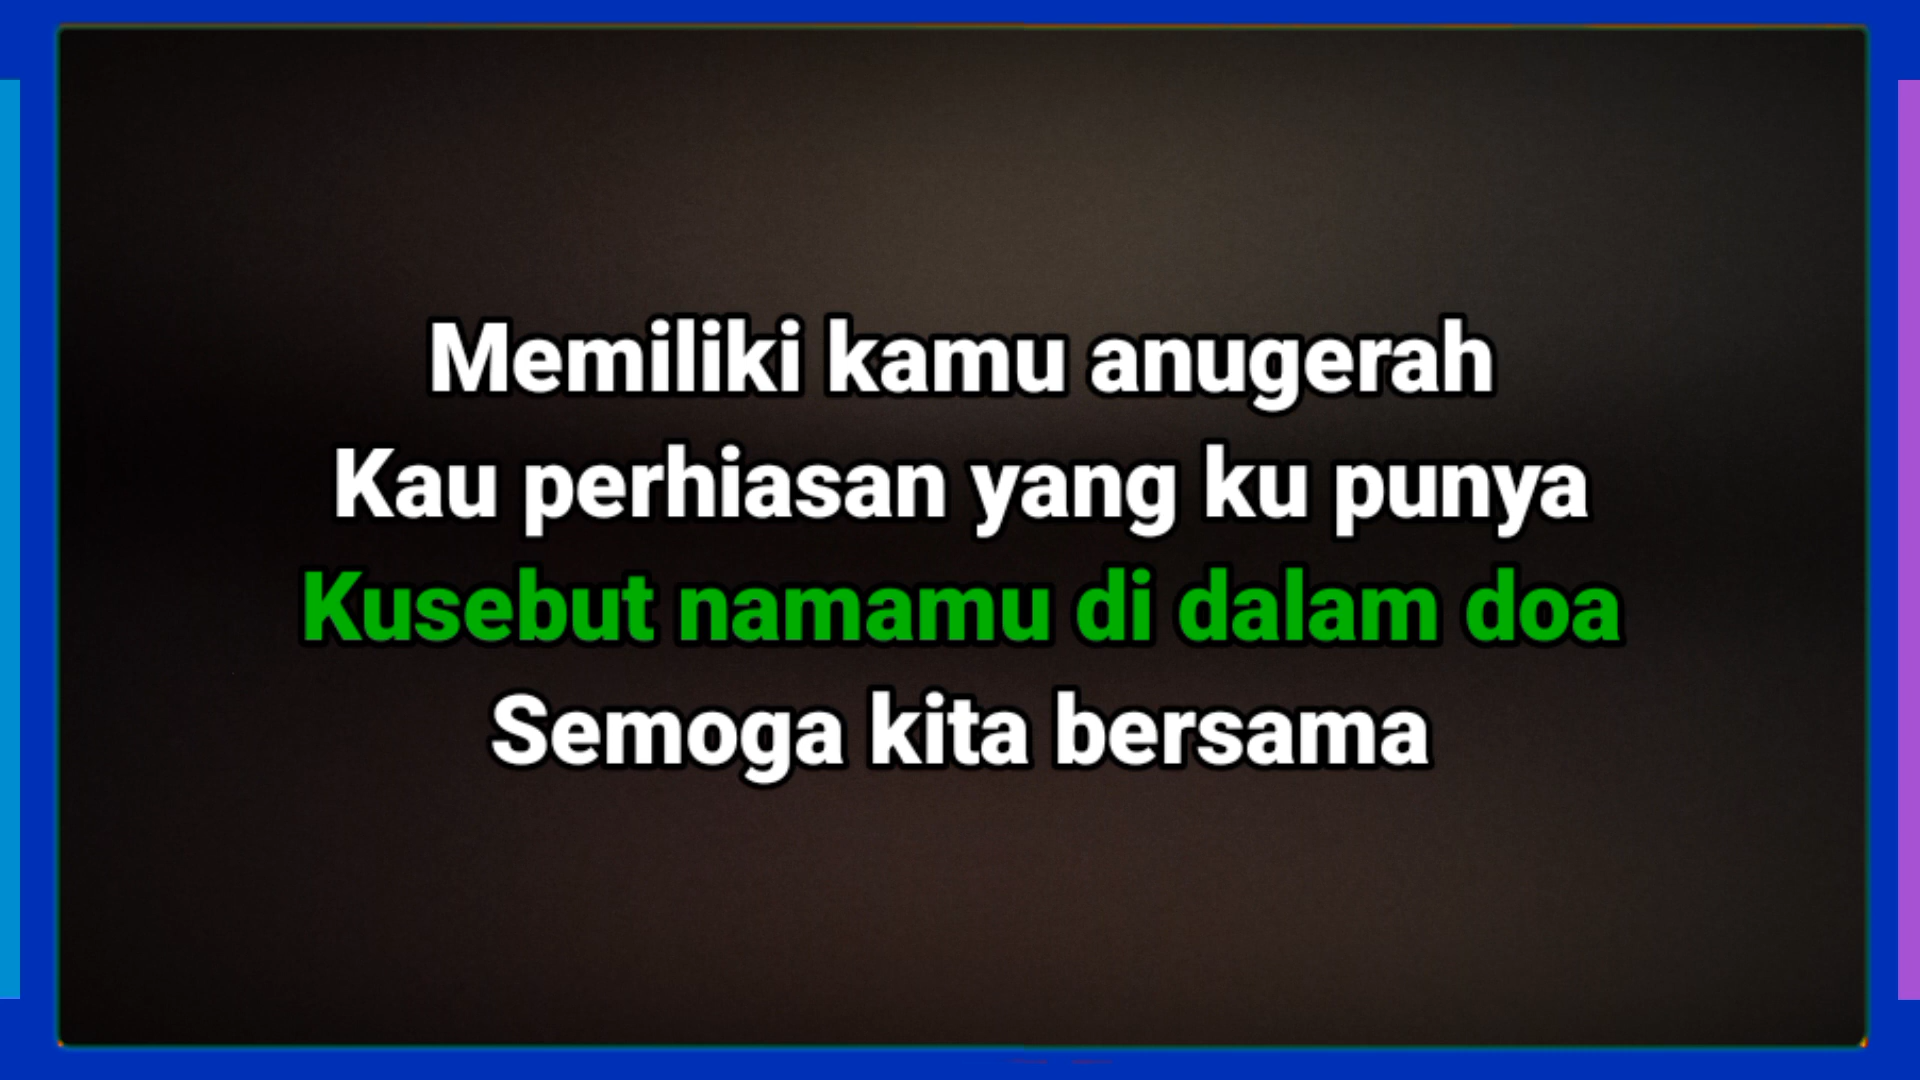 Memiliki kamu anugerah
Kau perhiasan yang ku punya
Kusebut namamu di dalam doa
Semoga kita bersama